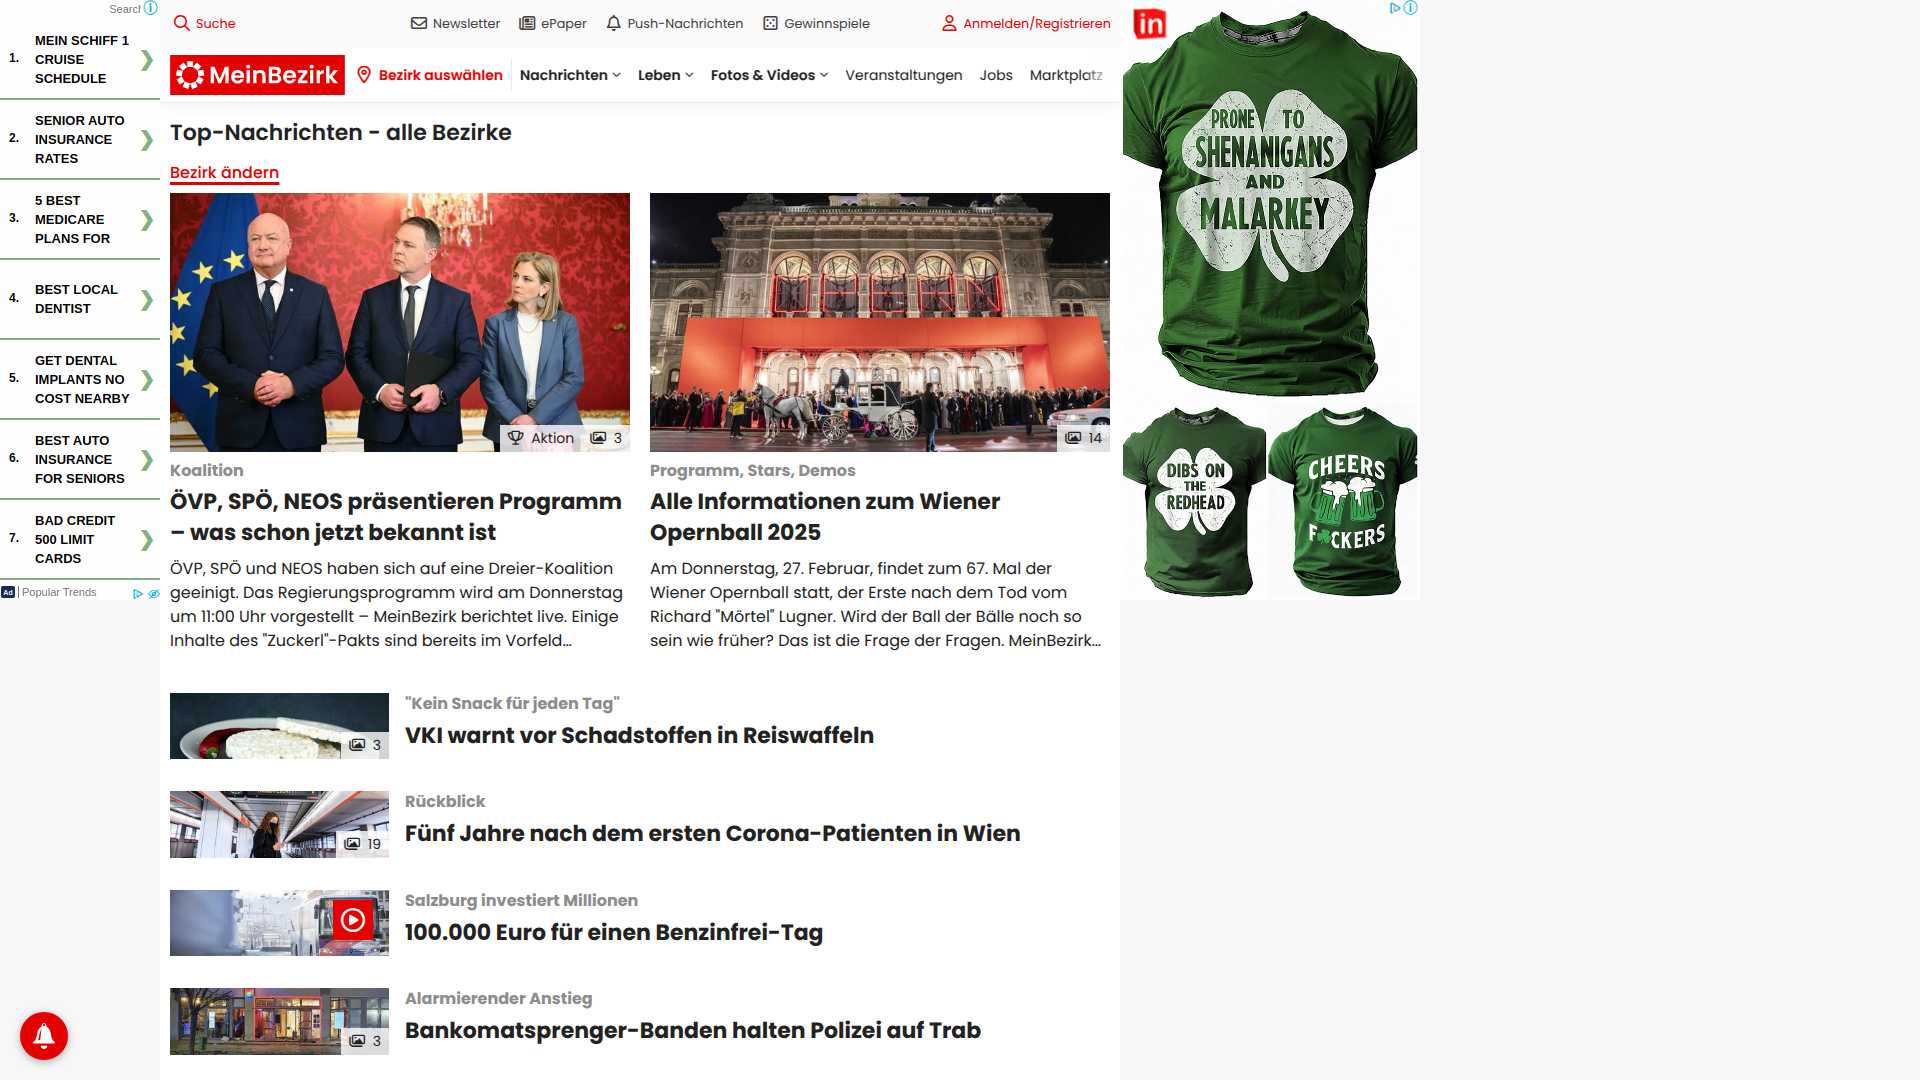 Search
1.
MEIN SCHIFF 1
CRUISE
SCHEDULE
2.
SENIOR AUTO
INSURANCE
RATES
3.
5 BEST
MEDICARE
PLANS FOR
4.
BEST LOCAL
DENTIST
5.
GET DENTAL
IMPLANTS NO
COST NEARBY
6.
BEST AUTO
INSURANCE
FOR SENIORS
7.
BAD CREDIT
500 LIMIT
CARDS
Ad | Popular Trends
Suche
Newsletter
ePaper
Push-Nachrichten
Gewinnspiele
Anmelden/Registrieren
MeinBezirk
Bezirk auswählen
Nachrichten
Leben
Fotos & Videos
Veranstaltungen
Jobs
Marktplatz
Top-Nachrichten - alle Bezirke
Bezirk ändern
Aktion
3
Koalition
ÖVP, SPÖ, NEOS präsentieren Programm
– was schon jetzt bekannt ist
ÖVP, SPÖ und NEOS haben sich auf eine Dreier-Koalition
geeinigt. Das Regierungsprogramm wird am Donnerstag
um 11:00 Uhr vorgestellt – MeinBezirk berichtet live. Einige
Inhalte des "Zuckerl"-Pakts sind bereits im Vorfeld...
14
Programm, Stars, Demos
Alle Informationen zum Wiener
Opernball 2025
Am Donnerstag, 27. Februar, findet zum 67. Mal der
Wiener Opernball statt, der Erste nach dem Tod vom
Richard "Mörtel" Lugner. Wird der Ball der Bälle noch so
sein wie früher? Das ist die Frage der Fragen. MeinBezirk...
3
"Kein Snack für jeden Tag"
VKI warnt vor Schadstoffen in Reiswaffeln
19
Rückblick
Fünf Jahre nach dem ersten Corona-Patienten in Wien
Salzburg investiert Millionen
100.000 Euro für einen Benzinfrei-Tag
3
Alarmierender Anstieg
Bankomatsprenger-Banden halten Polizei auf Trab
in
PRONE TO
SHENANIGANS
AND
MALARKEY
DIBS ON
THE
REDHEAD
CHEERS
F☘CKERS